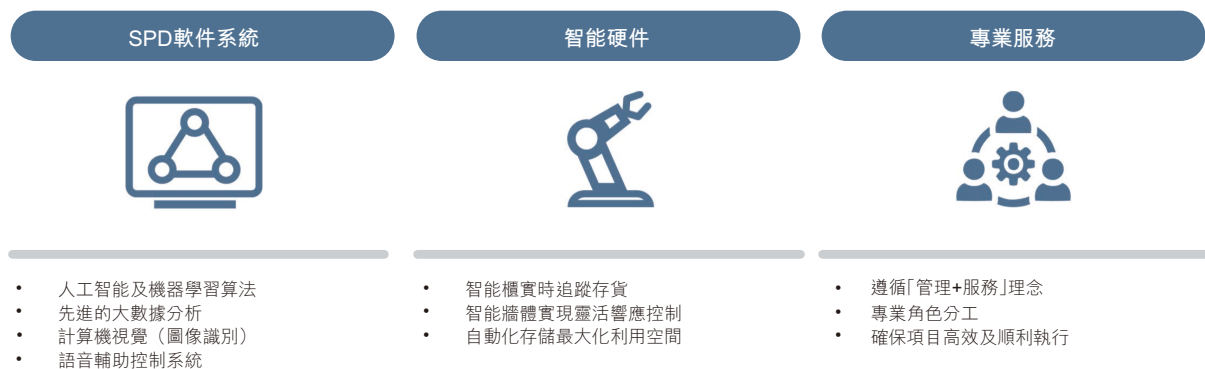 SPD軟件系統
人工智能及機器學習算法
先進的大數據分析
計算機視覺（圖像識別）
語音輔助控制系統
智能硬件
智能櫃實時追蹤存貨
智能牆體實現靈活響應控制
自動化存儲最大化利用空間
專業服務
遵循「管理+服務」理念
專業角色分工
確保項目高效及順利執行